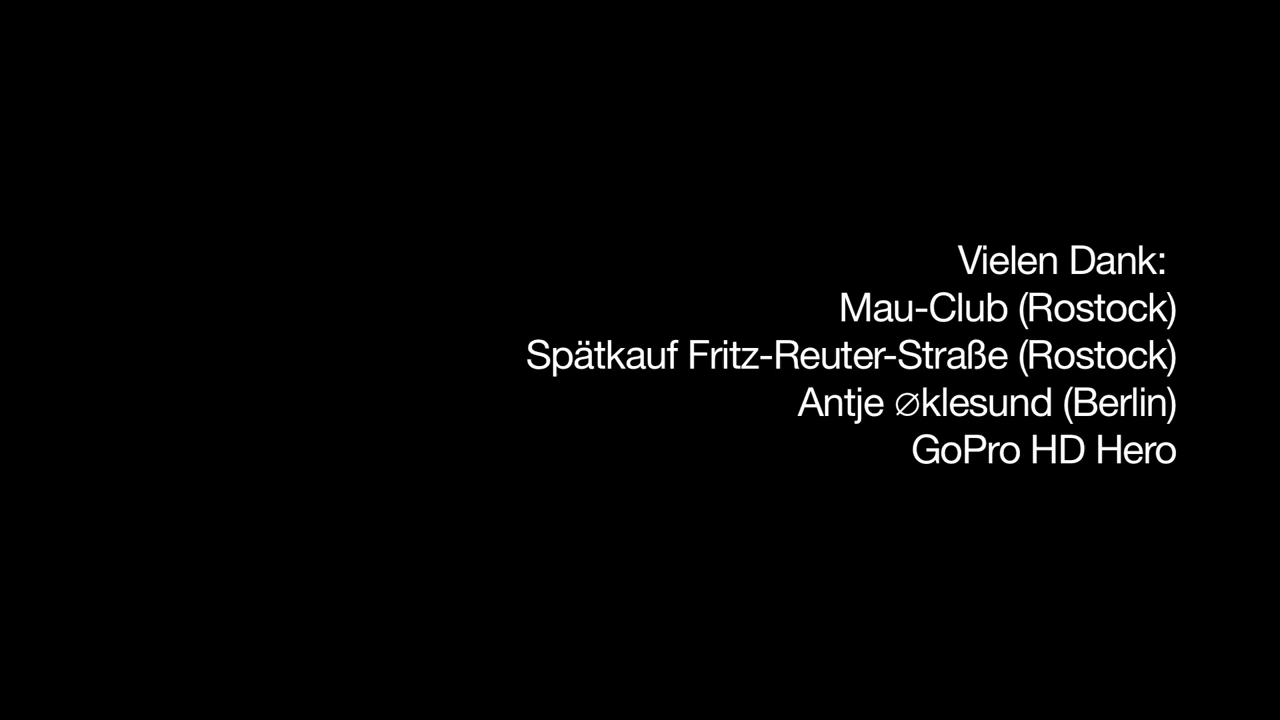 Vielen Dank:
Mau-Club (Rostock)
Spätkauf Fritz-Reuter-Straße (Rostock)
Antje ∅klesund (Berlin)
GoPro HD Hero